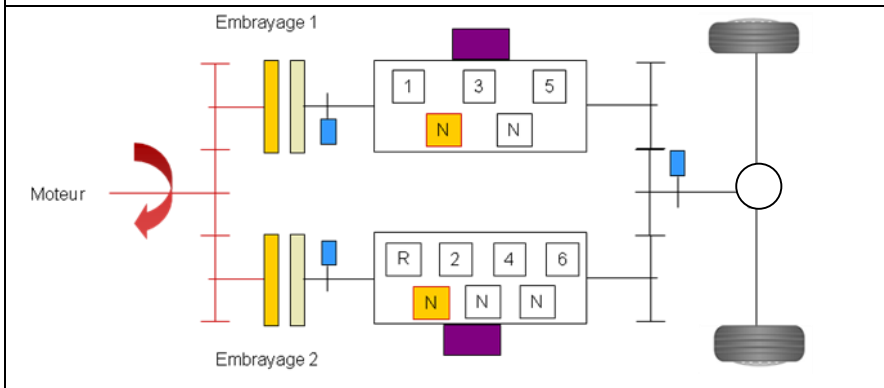 Embrayage 1
1 3 5
N N
Moteur
R 2 4 6
N N N
Embrayage 2